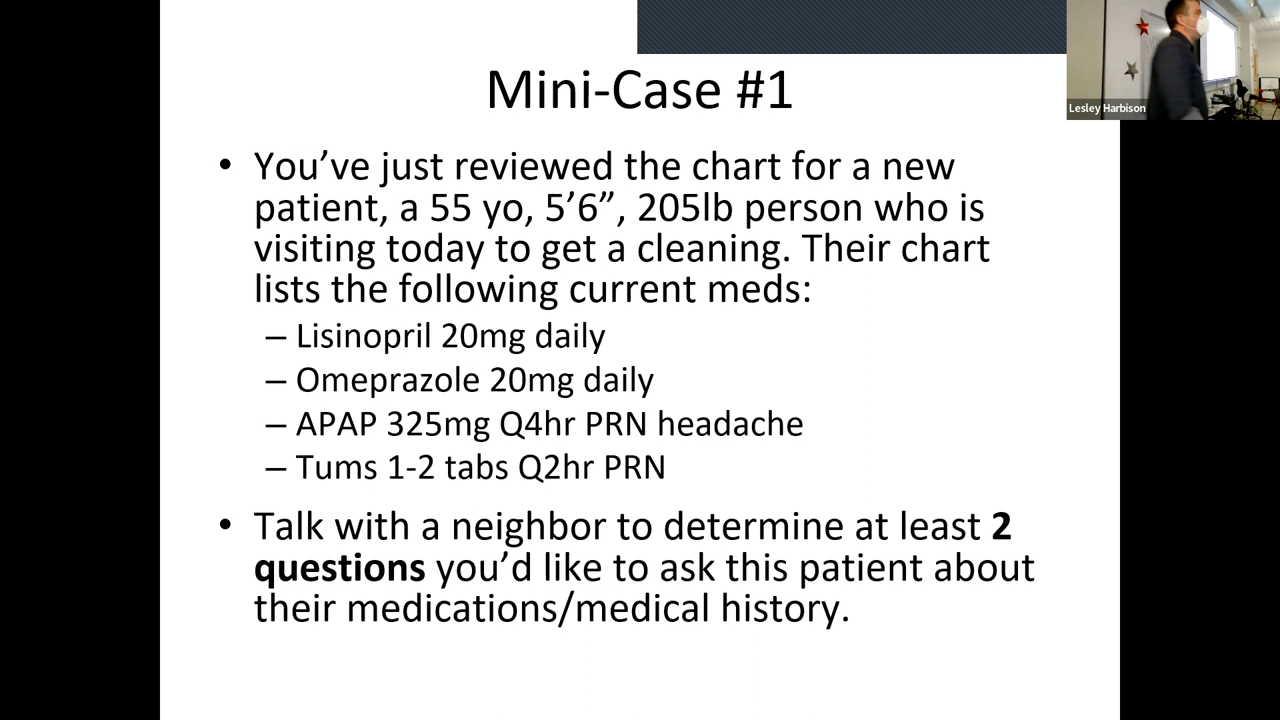 Mini-Case #1
Lesley Harbison
• You’ve just reviewed the chart for a new
patient, a 55 yo, 5’6”, 205lb person who is
visiting today to get a cleaning. Their chart
lists the following current meds:
– Lisinopril 20mg daily
– Omeprazole 20mg daily
– APAP 325mg Q4hr PRN headache
– Tums 1-2 tabs Q2hr PRN
• Talk with a neighbor to determine at least 2
questions you’d like to ask this patient about
their medications/medical history.